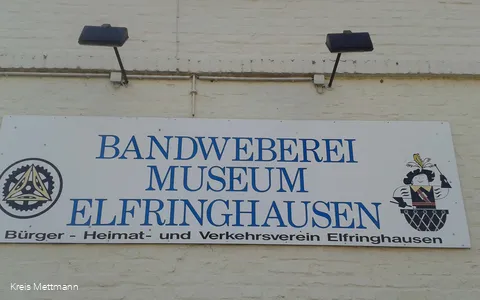 BANDWEBEREI
MUSEUM
ELFRINGHAUSEN
Bürger - Heimat- und Verkehrsverein Elfringhausen
Kreis Mettmann